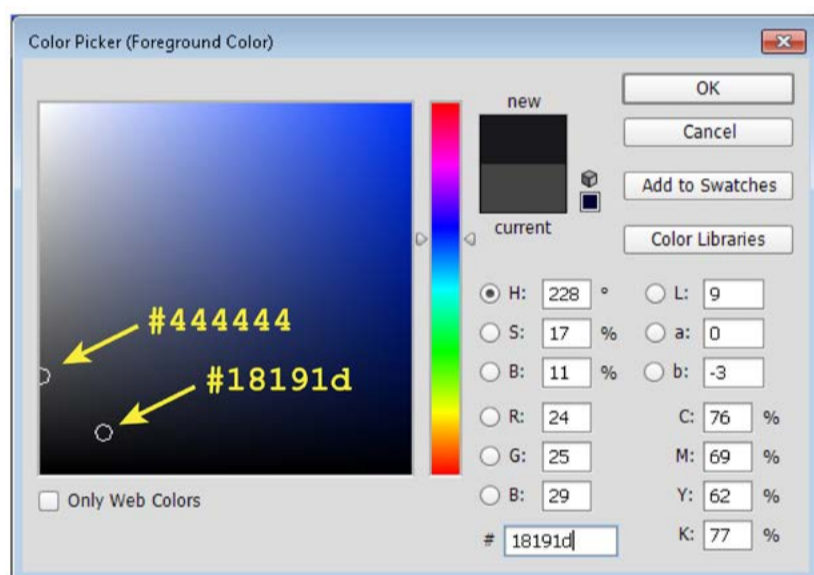 Color Picker (Foreground Color)
new
current
OK
Cancel
Add to Swatches
Color Libraries
#444444
#18191d
Only Web Colors
H: 228 °
S: 17 %
B: 11 %
R: 24
G: 25
B: 29
# 18191d
L: 9
a: 0
b: -3
C: 76 %
M: 69 %
Y: 62 %
K: 77 %